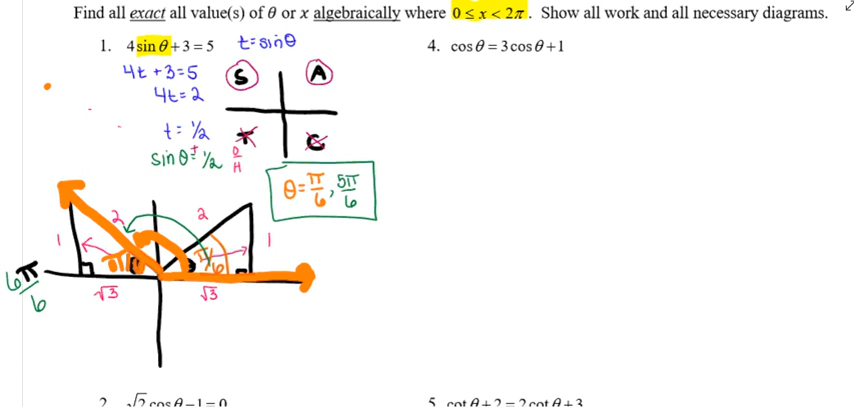 Find all exact all value(s) of θ or x algebraically where 0 ≤ x < 2π. Show all work and all necessary diagrams.
1. 4sin θ + 3 = 5
t = sinθ
4t + 3 = 5
4t = 2
t = ½
sinθ = ½
+
O
H
S
A
T
C
θ = π/6, 5π/6
2
2
1
1
π/6
√3
√3
6π/6
4. cos θ = 3cos θ + 1
2. √2 cos θ − 1 = 0
5. cot θ + 2 = 2cot θ + 3